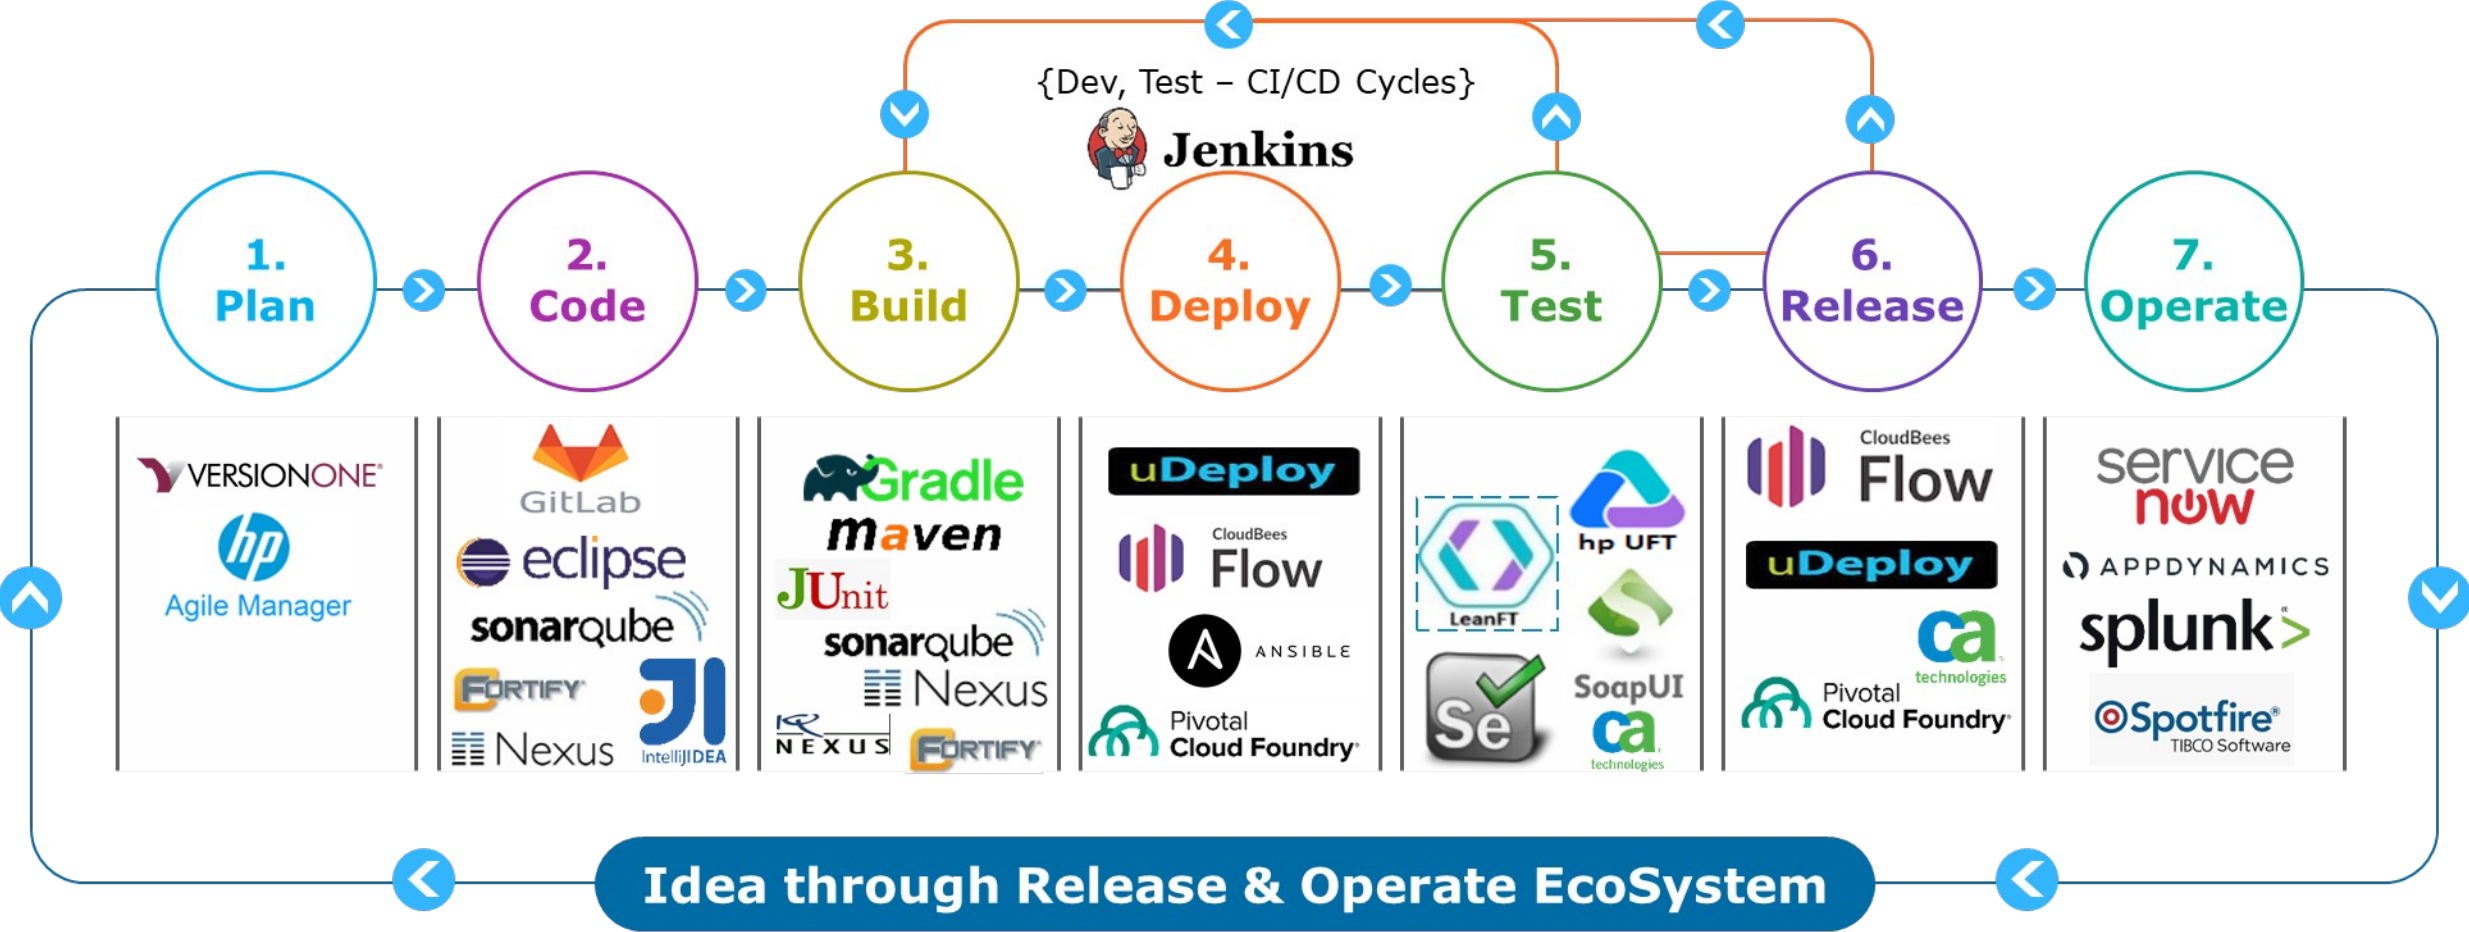 {Dev, Test – CI/CD Cycles}
Jenkins
1.
Plan
2.
Code
3.
Build
4.
Deploy
5.
Test
6.
Release
7.
Operate
VERSIONONE®
hp
Agile Manager
GitLab
eclipse
sonarqube
FORTIFY®
Nexus
IntelliJIDEA
Gradle
maven
JUnit
sonarqube
Nexus
NEXUS
FORTIFY®
uDeploy
CloudBees
Flow
A ANSIBLE
Pivotal
Cloud Foundry
LeanFT
hp UFT
Se
SoapUI
ca
technologies
CloudBees
Flow
uDeploy
ca
technologies
Pivotal
Cloud Foundry
service
now
APPDYNAMICS
splunk>
Spotfire®
TIBCO Software
Idea through Release & Operate EcoSystem